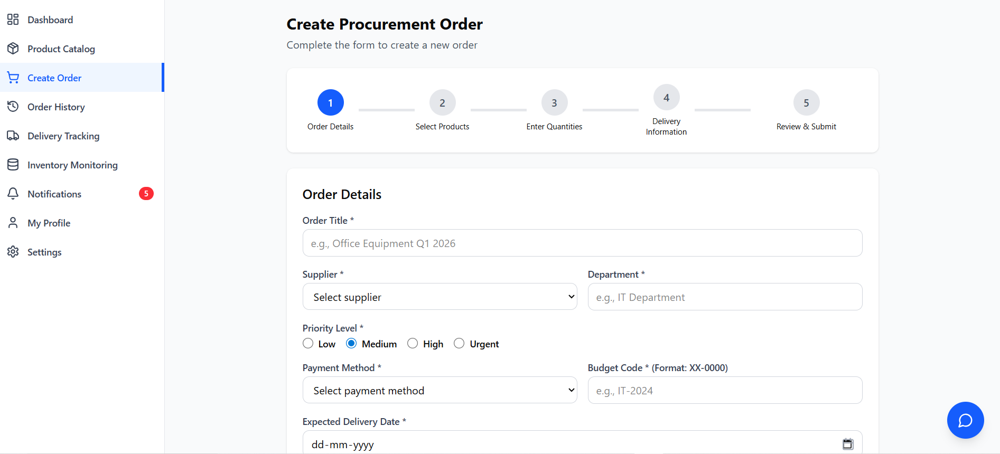 Dashboard
Product Catalog
Create Order
Order History
Delivery Tracking
Inventory Monitoring
Notifications 5
My Profile
Settings
Create Procurement Order
Complete the form to create a new order
1 2 3 4 5
Order Details Select Products Enter Quantities Delivery Information Review & Submit
Order Details
Order Title *
e.g., Office Equipment Q1 2026
Supplier * Department *
Select supplier e.g., IT Department
Priority Level *
Low Medium High Urgent
Payment Method * Budget Code * (Format: XX-0000)
Select payment method e.g., IT-2024
Expected Delivery Date *
dd-mm-yyyy